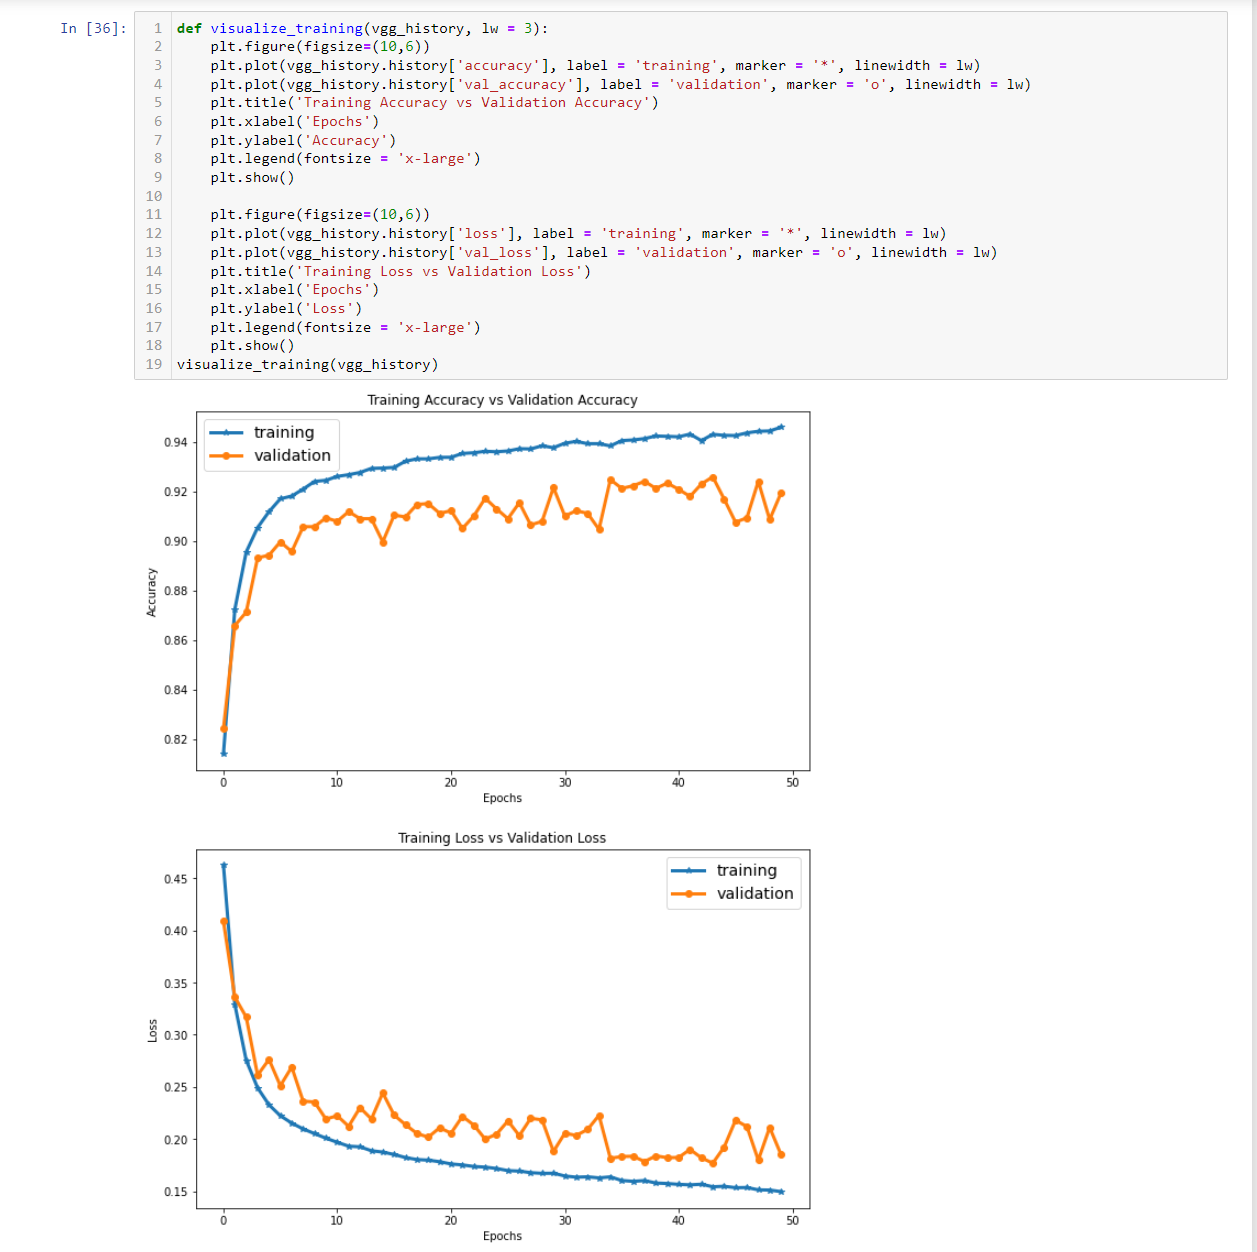 In [36]:
1 def visualize_training(vgg_history, lw = 3):
2     plt.figure(figsize=(10,6))
3     plt.plot(vgg_history.history['accuracy'], label = 'training', marker = '*', linewidth = lw)
4     plt.plot(vgg_history.history['val_accuracy'], label = 'validation', marker = 'o', linewidth = lw)
5     plt.title('Training Accuracy vs Validation Accuracy')
6     plt.xlabel('Epochs')
7     plt.ylabel('Accuracy')
8     plt.legend(fontsize = 'x-large')
9     plt.show()
10
11     plt.figure(figsize=(10,6))
12     plt.plot(vgg_history.history['loss'], label = 'training', marker = '*', linewidth = lw)
13     plt.plot(vgg_history.history['val_loss'], label = 'validation', marker = 'o', linewidth = lw)
14     plt.title('Training Loss vs Validation Loss')
15     plt.xlabel('Epochs')
16     plt.ylabel('Loss')
17     plt.legend(fontsize = 'x-large')
18     plt.show()
19 visualize_training(vgg_history)
Training Accuracy vs Validation Accuracy
training
validation
Accuracy
0.94
0.92
0.90
0.88
0.86
0.84
0.82
0 10 20 30 40 50
Epochs
Training Loss vs Validation Loss
training
validation
Loss
0.45
0.40
0.35
0.30
0.25
0.20
0.15
0 10 20 30 40 50
Epochs